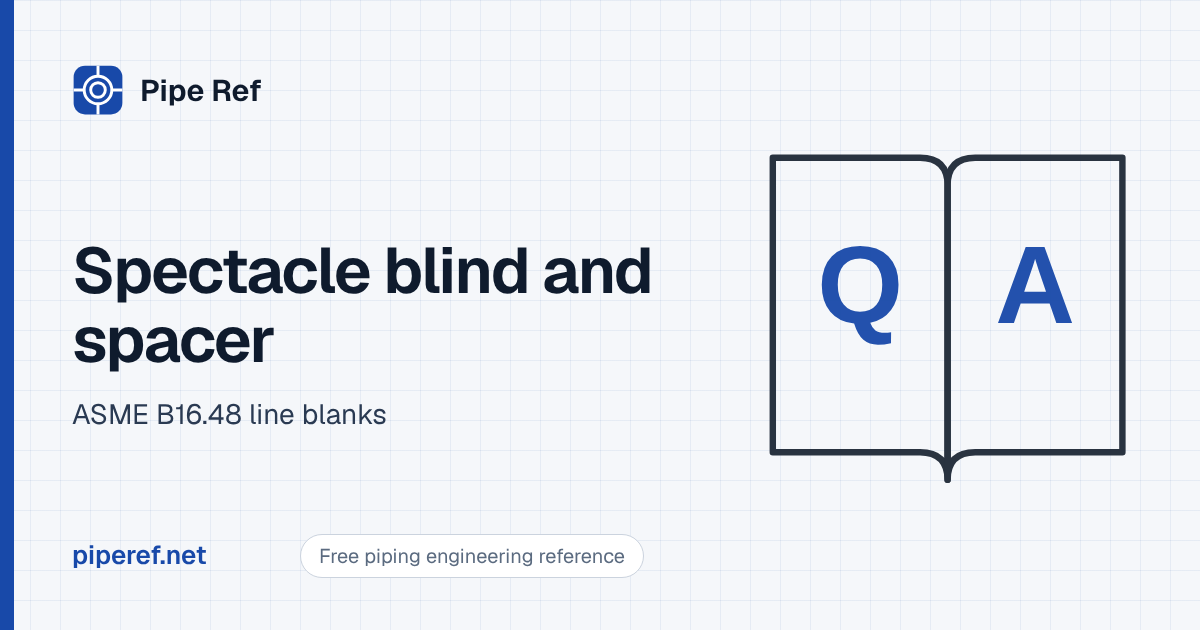 Pipe Ref
Spectacle blind and
spacer
ASME B16.48 line blanks
piperef.net
Free piping engineering reference
Q A